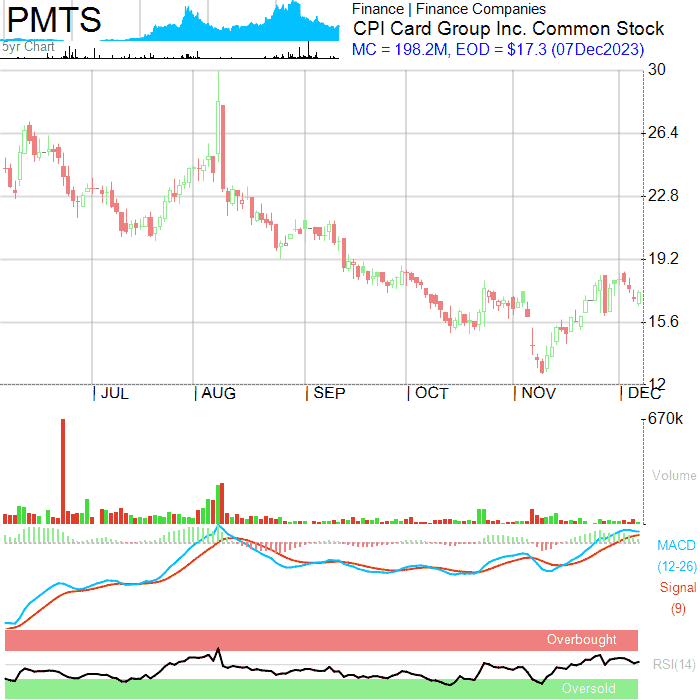 PMTS
5yr Chart
Finance | Finance Companies
CPI Card Group Inc. Common Stock
MC = 198.2M, EOD = $17.3 (07Dec2023)
30
26.4
22.8
19.2
15.6
12
JUL
AUG
SEP
OCT
NOV
DEC
670k
Volume
MACD
(12-26)
Signal
(9)
Overbought
RSI(14)
Oversold